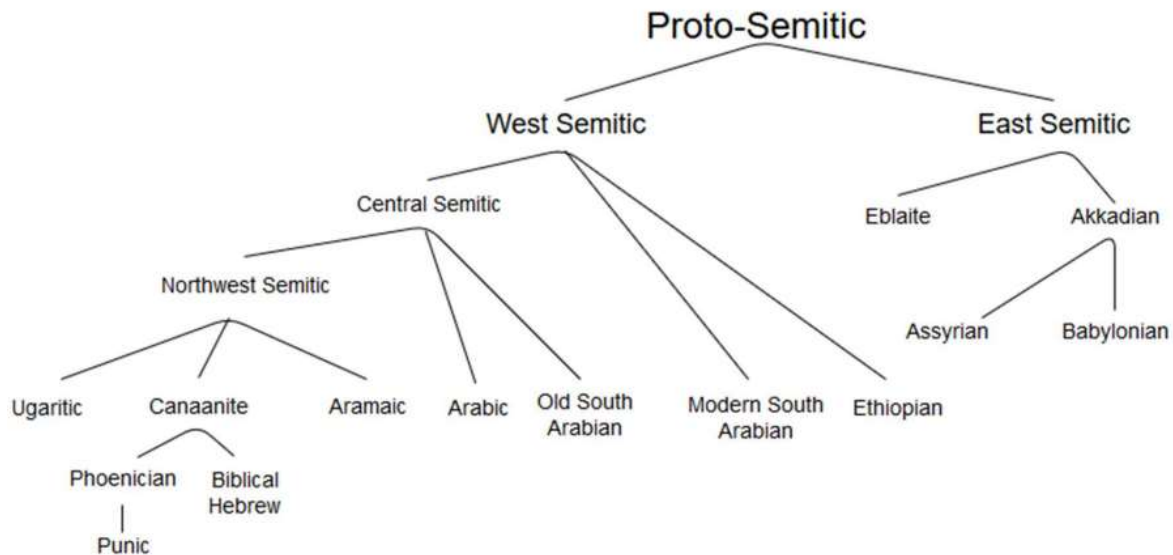 Proto-Semitic
West Semitic
East Semitic
Central Semitic
Eblaite
Akkadian
Northwest Semitic
Assyrian
Babylonian
Ugaritic
Canaanite
Aramaic
Arabic
Old South
Arabian
Modern South
Arabian
Ethiopian
Phoenician
Biblical
Hebrew
Punic